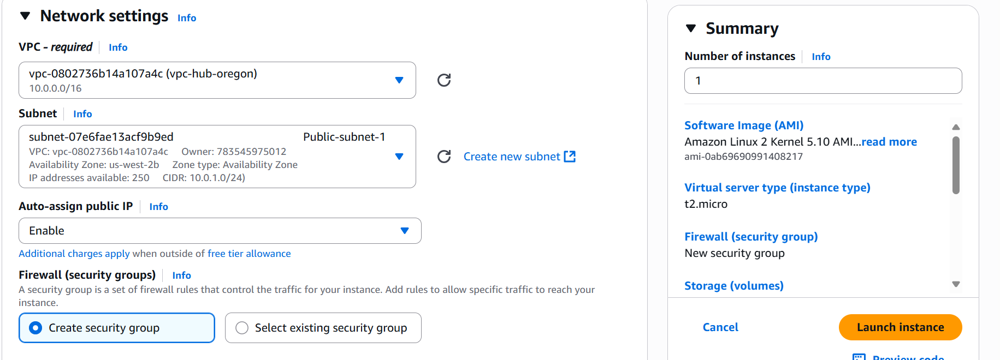 Network settings Info
VPC - required Info
vpc-0802736b14a107a4c (vpc-hub-oregon)
10.0.0.0/16
Subnet Info
subnet-07e6fae13acf9b9ed Public-subnet-1
VPC: vpc-0802736b14a107a4c Owner: 783545975012
Availability Zone: us-west-2b Zone type: Availability Zone
IP addresses available: 250 CIDR: 10.0.1.0/24)
Create new subnet
Auto-assign public IP Info
Enable
Additional charges apply when outside of free tier allowance
Firewall (security groups) Info
A security group is a set of firewall rules that control the traffic for your instance. Add rules to allow specific traffic to reach your
instance.
Create security group
Select existing security group
Summary
Number of instances Info
1
Software Image (AMI)
Amazon Linux 2 Kernel 5.10 AMI...read more
ami-0ab69690991408217
Virtual server type (instance type)
t2.micro
Firewall (security group)
New security group
Storage (volumes)
Cancel
Launch instance
Preview code